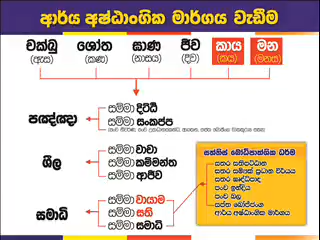 ආර්ය අෂ්ඨාංගික මාර්ගය වැඩීම
චක්ඛු ශෝත ඝාණ ජිව කාය මන
(ඇස) (කණ) (නාසය) (දිව) (කය) (මනස)
පඤ්ඤා
සම්මා දිට්ඨි
සම්මා සංකප්ප
ශීල
සම්මා වාචා
සම්මා කම්මන්ත
සම්මා ආජීව
සමාධි
සම්මා වායාම
සම්මා සති
සම්මා සමාධි
සත්තිස් බෝධිපාක්ශික ධර්ම
සතර සතිපට්ඨාන
සතර සම්‍යක් ප්‍රධාන වීර්යය
සතර ඍද්ධිපාද
පංච ඉන්ද්‍රිය
පංච බල
සප්ත බොජ්ඣංග
ආර්ය අෂ්ඨාංගික මාර්ගය